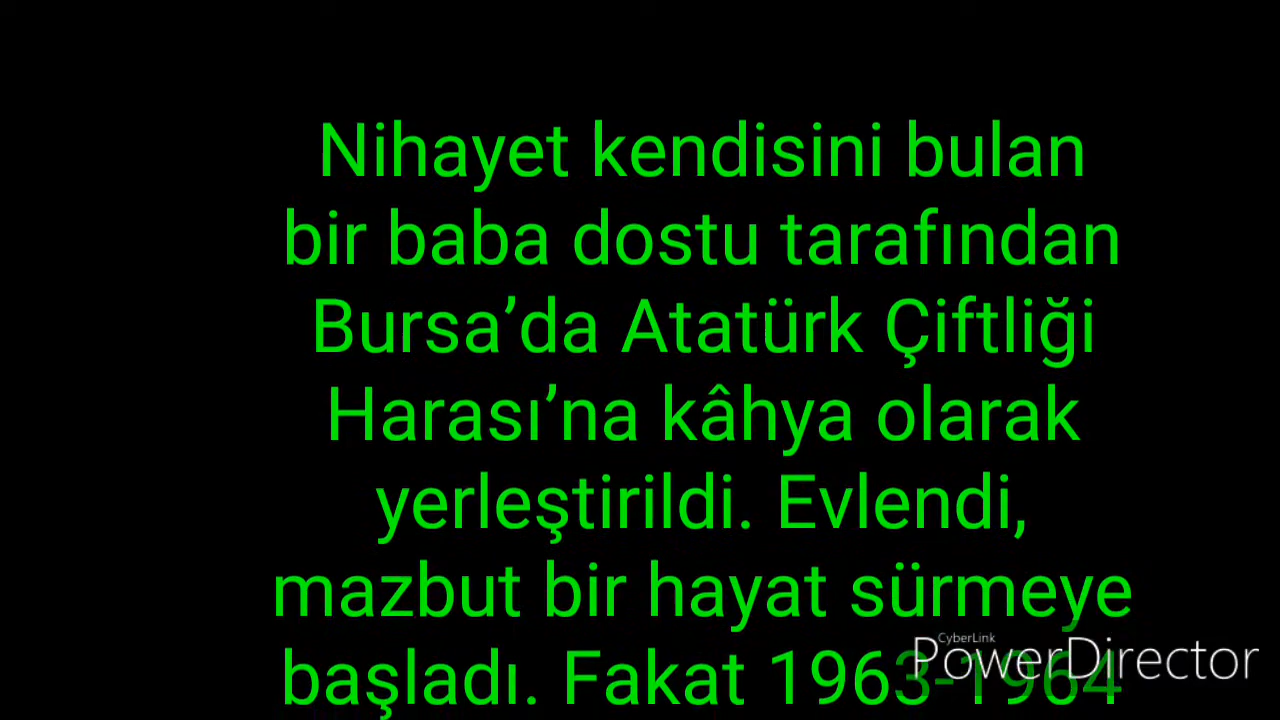 Nihayet kendisini bulan
bir baba dostu tarafından
Bursa’da Atatürk Çiftliği
Harası’na kâhya olarak
yerleştirildi. Evlendi,
mazbut bir hayat sürmeye
başladı. Fakat 1963-1964
CyberLink
PowerDirector